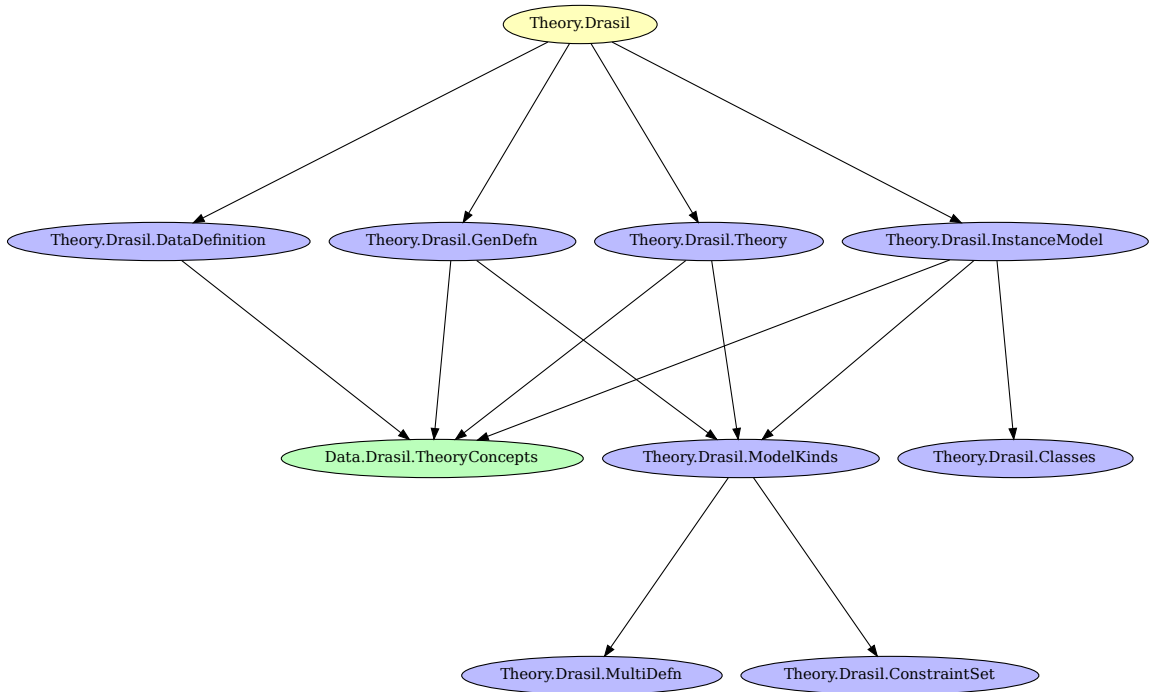 Theory.Drasil
Theory.Drasil.DataDefinition
Theory.Drasil.GenDefn
Theory.Drasil.Theory
Theory.Drasil.InstanceModel
Data.Drasil.TheoryConcepts
Theory.Drasil.ModelKinds
Theory.Drasil.Classes
Theory.Drasil.MultiDefn
Theory.Drasil.ConstraintSet